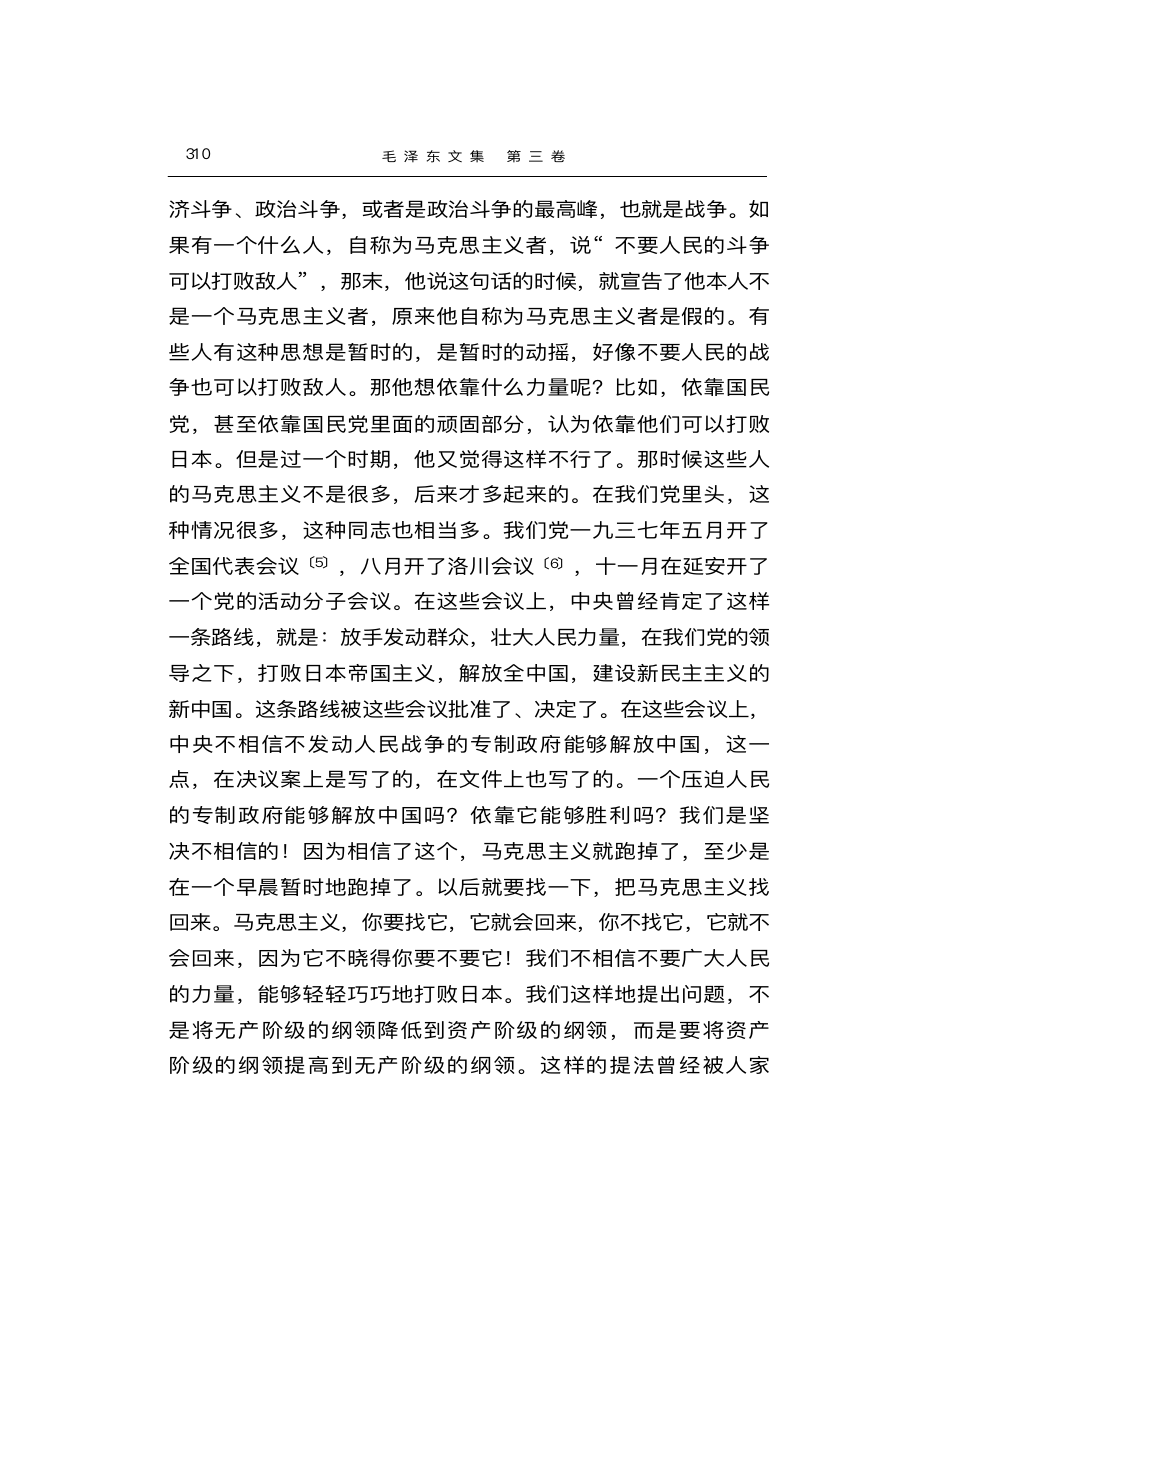 310
毛泽东文集 第三卷
济斗争、政治斗争，或者是政治斗争的最高峰，也就是战争。如
果有一个什么人，自称为马克思主义者，说“不要人民的斗争
可以打败敌人”，那末，他说这句话的时候，就宣告了他本人不
是一个马克思主义者，原来他自称为马克思主义者是假的。有
些人有这种思想是暂时的，是暂时的动摇，好像不要人民的战
争也可以打败敌人。那他想依靠什么力量呢？比如，依靠国民
党，甚至依靠国民党里面的顽固部分，认为依靠他们可以打败
日本。但是过一个时期，他又觉得这样不行了。那时候这些人
的马克思主义不是很多，后来才多起来的。在我们党里头，这
种情况很多，这种同志也相当多。我们党一九三七年五月开了
全国代表会议〔5〕，八月开了洛川会议〔6〕，十一月在延安开了
一个党的活动分子会议。在这些会议上，中央曾经肯定了这样
一条路线，就是：放手发动群众，壮大人民力量，在我们党的领
导之下，打败日本帝国主义，解放全中国，建设新民主主义的
新中国。这条路线被这些会议批准了、决定了。在这些会议上，
中央不相信不发动人民战争的专制政府能够解放中国，这一
点，在决议案上是写了的，在文件上也写了的。一个压迫人民
的专制政府能够解放中国吗？依靠它能够胜利吗？我们是坚
决不相信的！因为相信了这个，马克思主义就跑掉了，至少是
在一个早晨暂时地跑掉了。以后就要找一下，把马克思主义找
回来。马克思主义，你要找它，它就会回来，你不找它，它就不
会回来，因为它不晓得你要不要它！我们不相信不要广大人民
的力量，能够轻轻巧巧地打败日本。我们这样地提出问题，不
是将无产阶级的纲领降低到资产阶级的纲领，而是要将资产
阶级的纲领提高到无产阶级的纲领。这样的提法曾经被人家